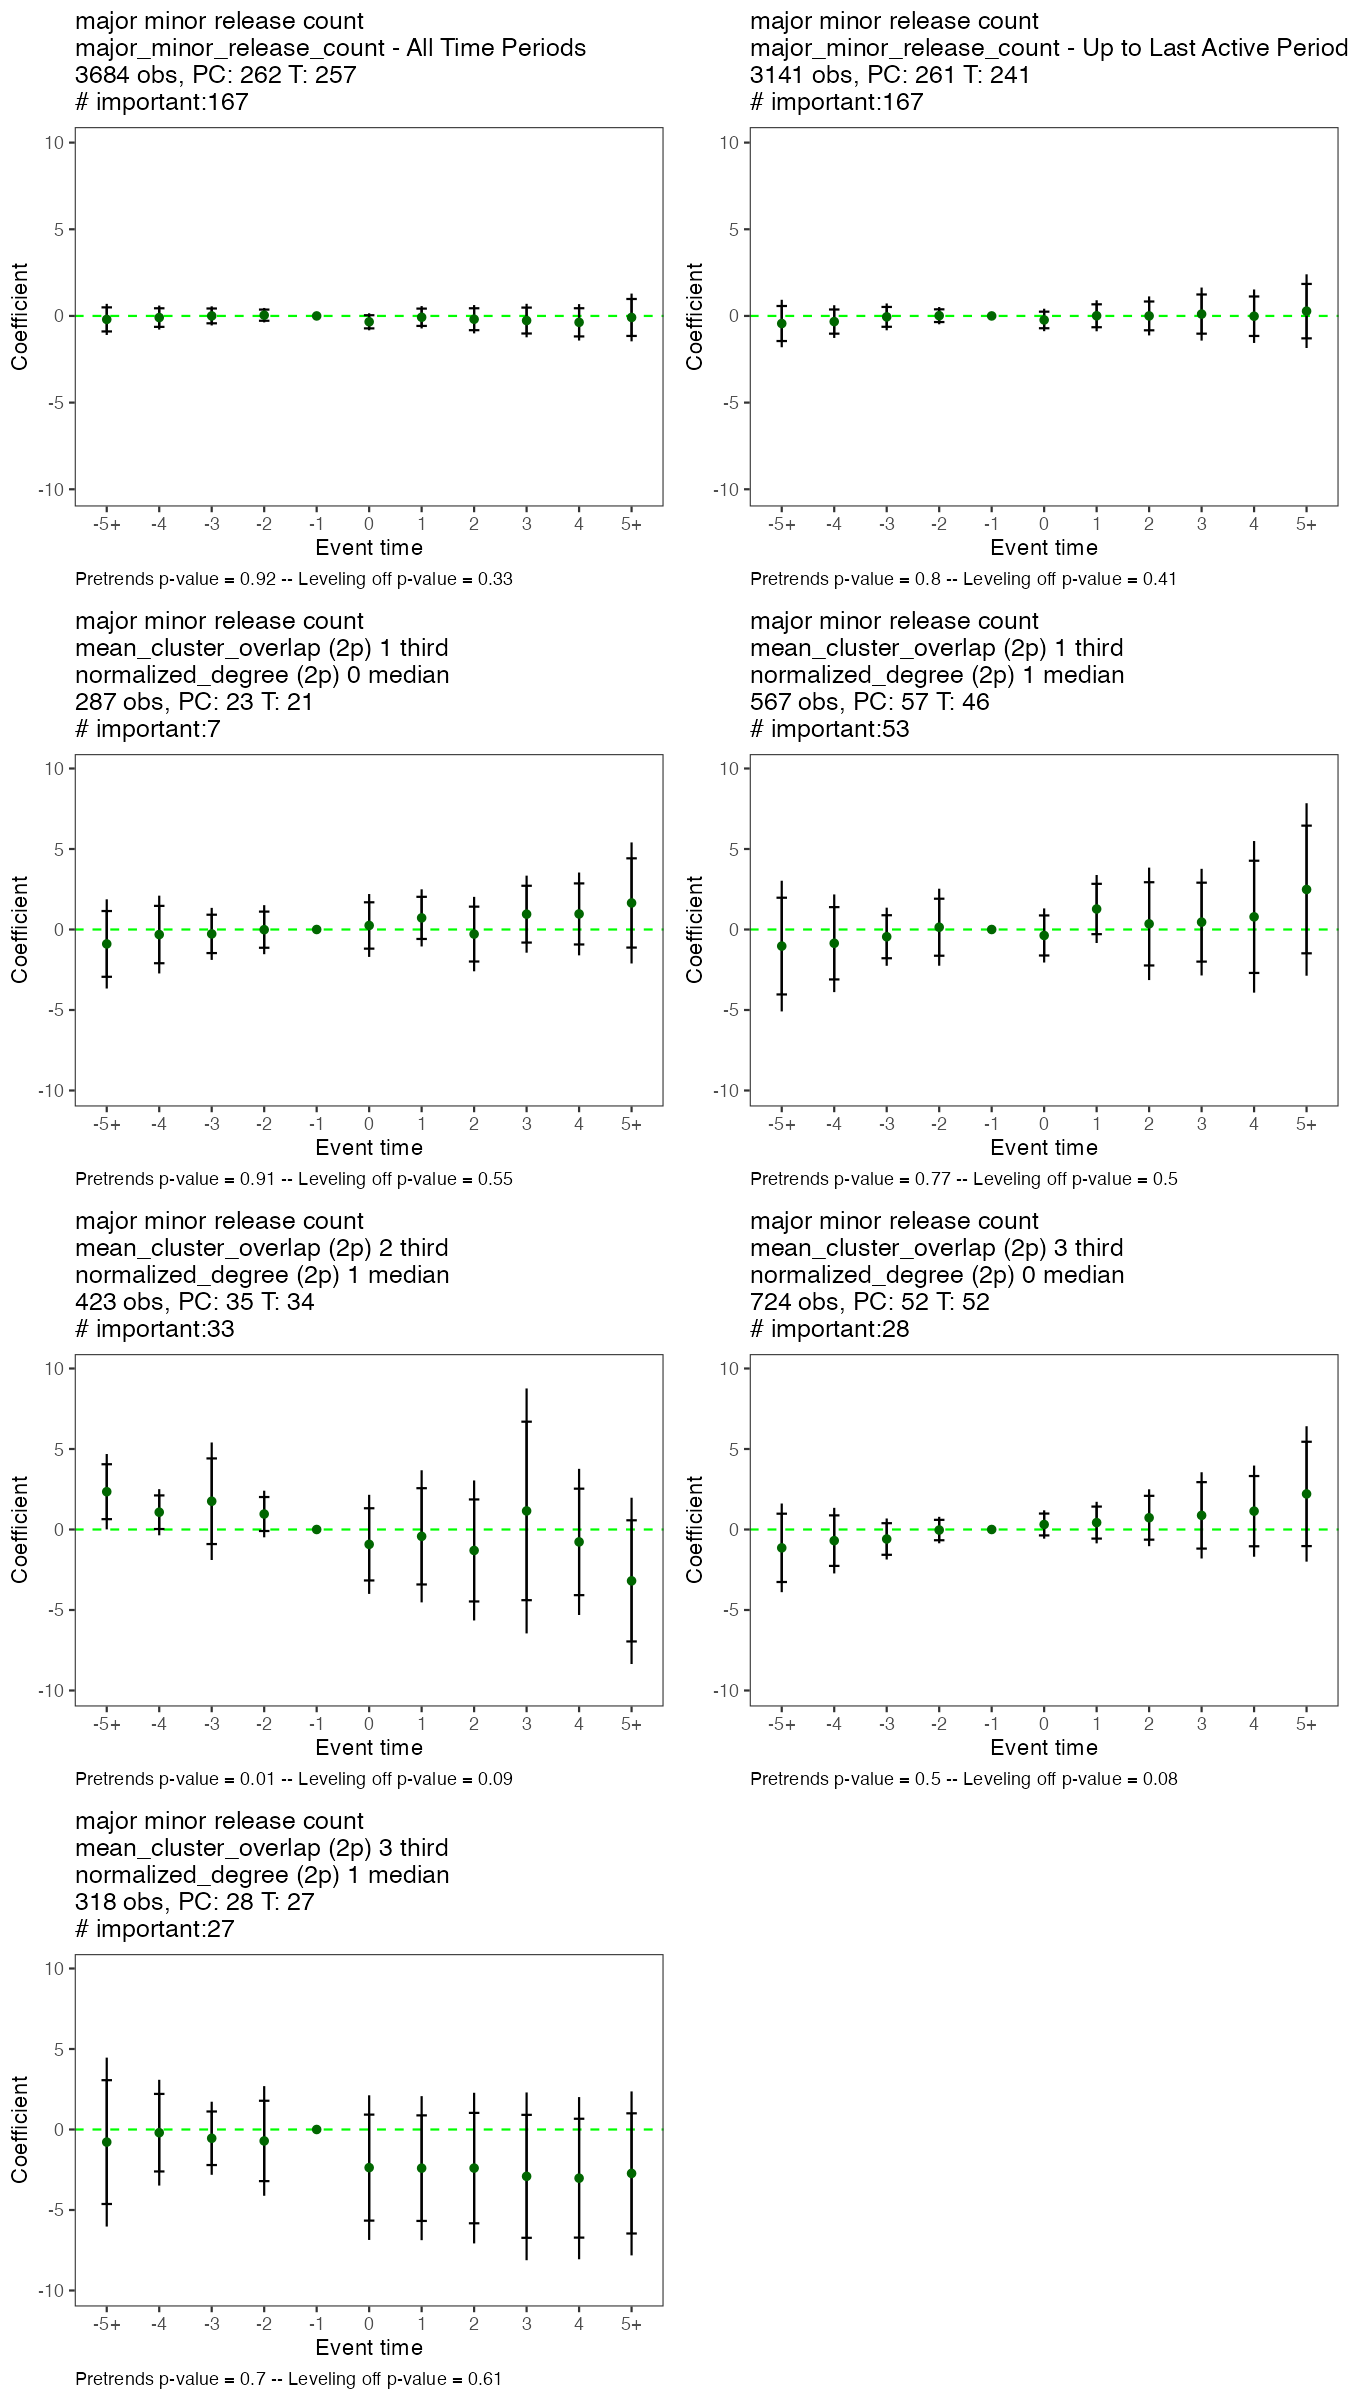 major minor release count
major_minor_release_count - All Time Periods
3684 obs, PC: 262 T: 257
# important:167
10
5
0
-5
-10
Coefficient
-5+ -4 -3 -2 -1 0 1 2 3 4 5+
Event time
Pretrends p-value = 0.92 -- Leveling off p-value = 0.33
major minor release count
major_minor_release_count - Up to Last Active Period
3141 obs, PC: 261 T: 241
# important:167
10
5
0
-5
-10
Coefficient
-5+ -4 -3 -2 -1 0 1 2 3 4 5+
Event time
Pretrends p-value = 0.8 -- Leveling off p-value = 0.41
major minor release count
mean_cluster_overlap (2p) 1 third
normalized_degree (2p) 0 median
287 obs, PC: 23 T: 21
# important:7
10
5
0
-5
-10
Coefficient
-5+ -4 -3 -2 -1 0 1 2 3 4 5+
Event time
Pretrends p-value = 0.91 -- Leveling off p-value = 0.55
major minor release count
mean_cluster_overlap (2p) 1 third
normalized_degree (2p) 1 median
567 obs, PC: 57 T: 46
# important:53
10
5
0
-5
-10
Coefficient
-5+ -4 -3 -2 -1 0 1 2 3 4 5+
Event time
Pretrends p-value = 0.77 -- Leveling off p-value = 0.5
major minor release count
mean_cluster_overlap (2p) 2 third
normalized_degree (2p) 1 median
423 obs, PC: 35 T: 34
# important:33
10
5
0
-5
-10
Coefficient
-5+ -4 -3 -2 -1 0 1 2 3 4 5+
Event time
Pretrends p-value = 0.01 -- Leveling off p-value = 0.09
major minor release count
mean_cluster_overlap (2p) 3 third
normalized_degree (2p) 0 median
724 obs, PC: 52 T: 52
# important:28
10
5
0
-5
-10
Coefficient
-5+ -4 -3 -2 -1 0 1 2 3 4 5+
Event time
Pretrends p-value = 0.5 -- Leveling off p-value = 0.08
major minor release count
mean_cluster_overlap (2p) 3 third
normalized_degree (2p) 1 median
318 obs, PC: 28 T: 27
# important:27
10
5
0
-5
-10
Coefficient
-5+ -4 -3 -2 -1 0 1 2 3 4 5+
Event time
Pretrends p-value = 0.7 -- Leveling off p-value = 0.61